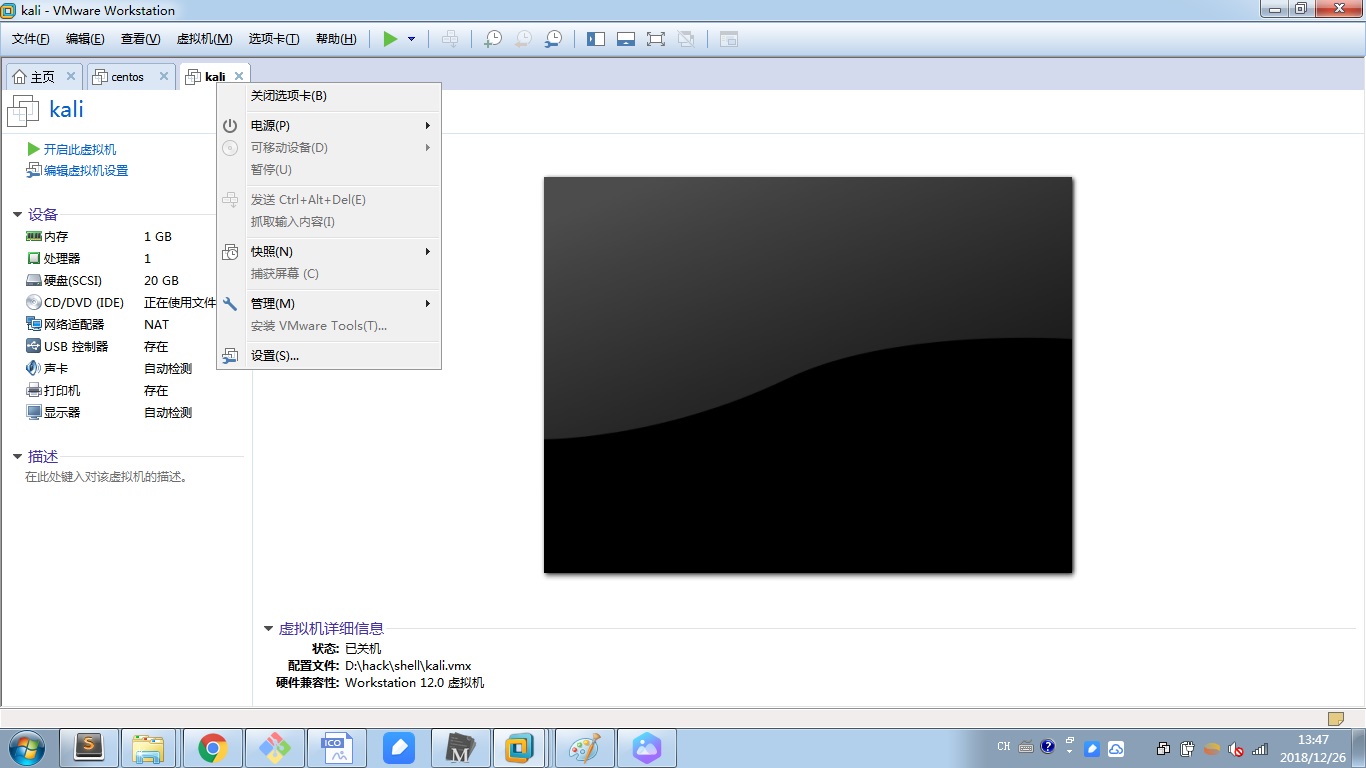 kali - VMware Workstation
文件(F) 编辑(E) 查看(V) 虚拟机(M) 选项卡(T) 帮助(H)
主页 centos kali
kali
开启此虚拟机
编辑虚拟机设置
设备
内存 1 GB
处理器 1
硬盘(SCSI) 20 GB
CD/DVD (IDE) 正在使用文件
网络适配器 NAT
USB 控制器 存在
声卡 自动检测
打印机 存在
显示器 自动检测
描述
在此处键入对该虚拟机的描述。
关闭选项卡(B)
电源(P)
可移动设备(D)
暂停(U)
发送 Ctrl+Alt+Del(E)
抓取输入内容(I)
快照(N)
捕获屏幕 (C)
管理(M)
安装 VMware Tools(T)...
设置(S)...
虚拟机详细信息
状态: 已关机
配置文件: D:\hack\shell\kali.vmx
硬件兼容性: Workstation 12.0 虚拟机
S
ICO
M
CH
13:47
2018/12/26